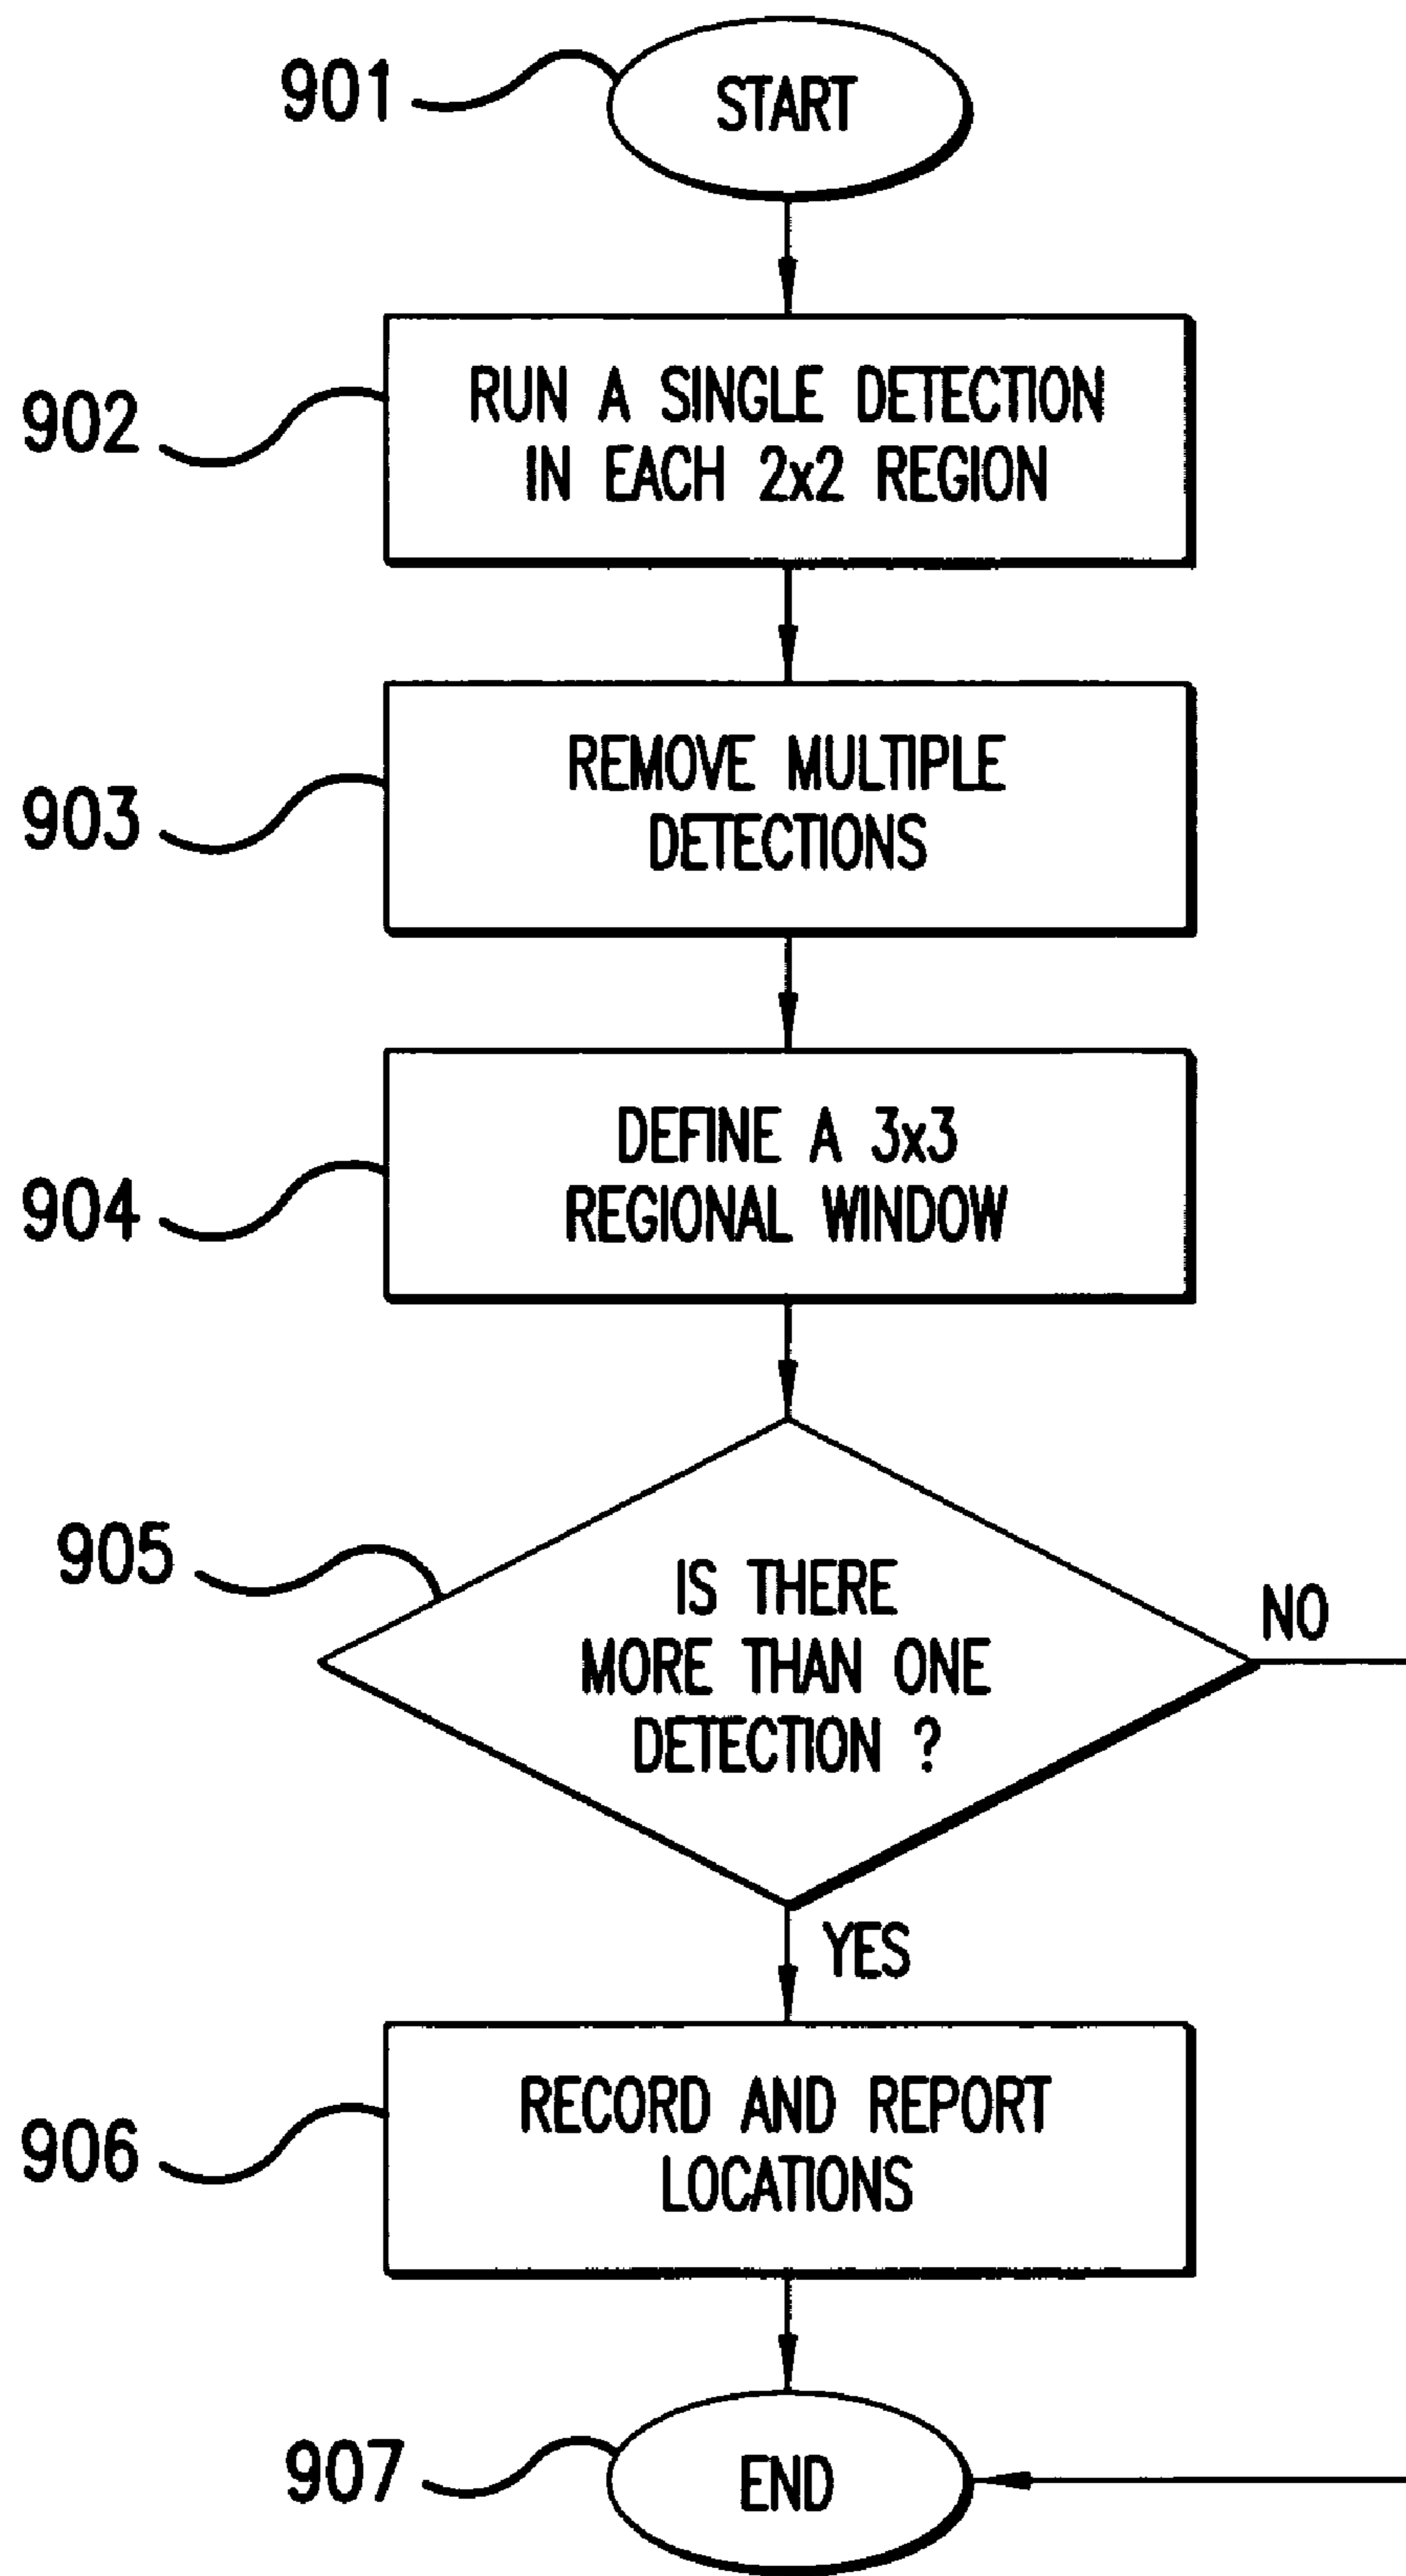 901
START
902
RUN A SINGLE DETECTION
IN EACH 2x2 REGION
903
REMOVE MULTIPLE
DETECTIONS
904
DEFINE A 3x3
REGIONAL WINDOW
905
IS THERE
MORE THAN ONE
DETECTION ?
NO
YES
906
RECORD AND REPORT
LOCATIONS
907
END